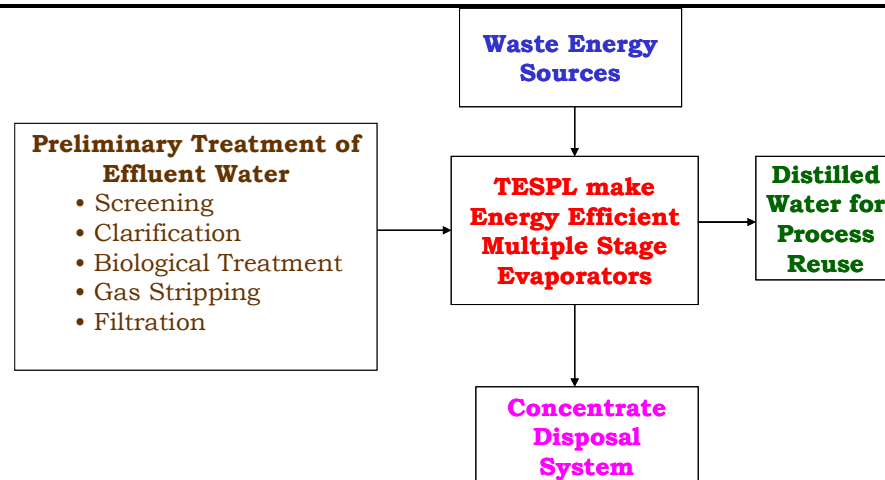 Waste Energy
Sources
Preliminary Treatment of
Effluent Water
• Screening
• Clarification
• Biological Treatment
• Gas Stripping
• Filtration
TESPL make
Energy Efficient
Multiple Stage
Evaporators
Distilled
Water for
Process
Reuse
Concentrate
Disposal
System